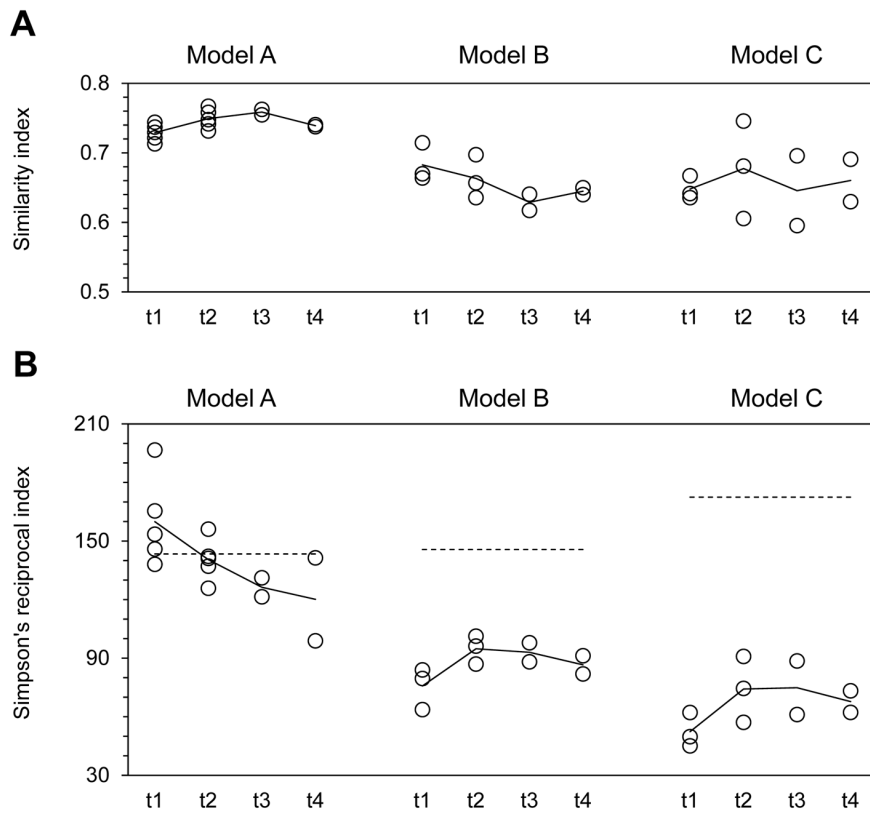 A
Model A
Model B
Model C
Similarity index
0.8
0.7
0.6
0.5
t1 t2 t3 t4 t1 t2 t3 t4 t1 t2 t3 t4
B
Model A
Model B
Model C
Simpson's reciprocal index
210
150
90
30
t1 t2 t3 t4 t1 t2 t3 t4 t1 t2 t3 t4